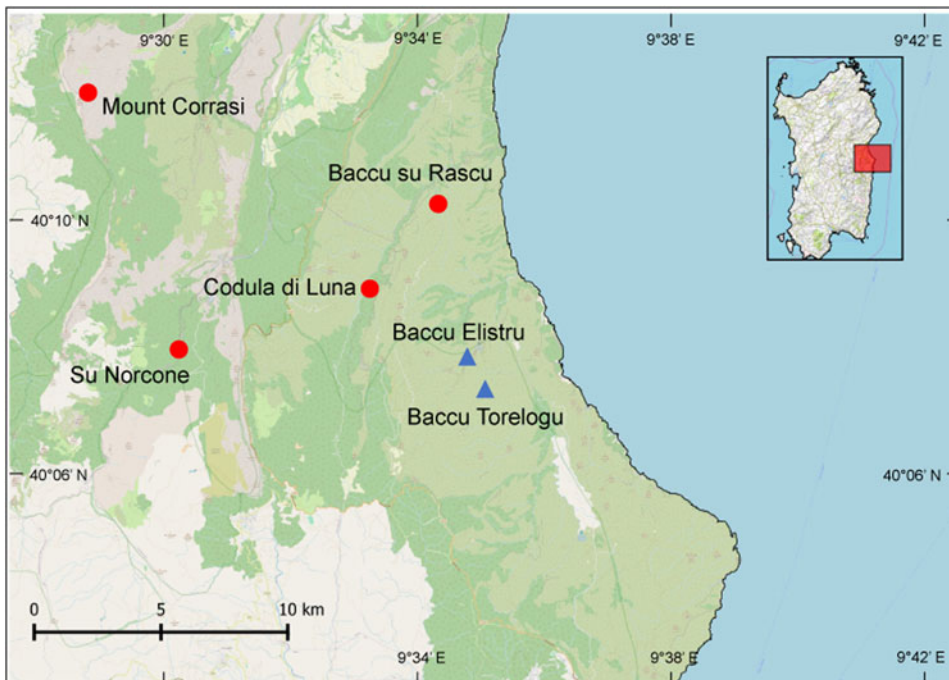 9°30′ E
9°34′ E
9°38′ E
9°42′ E
Mount Corrasi
Baccu su Rascu
40°10′ N
Codula di Luna
Baccu Elistru
Su Norcone
Baccu Torelogu
40°06′ N
40°06′ N
0 5 10 km
9°34′ E
9°38′ E
9°42′ E